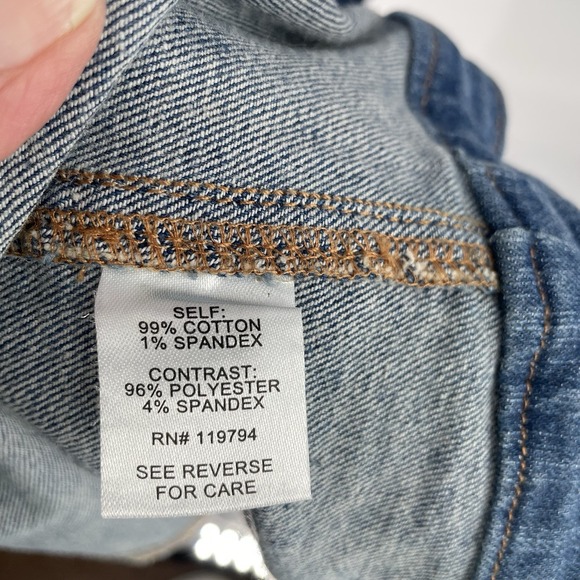 SELF:
99% COTTON
1% SPANDEX
CONTRAST:
96% POLYESTER
4% SPANDEX
RN# 119794
SEE REVERSE
FOR CARE